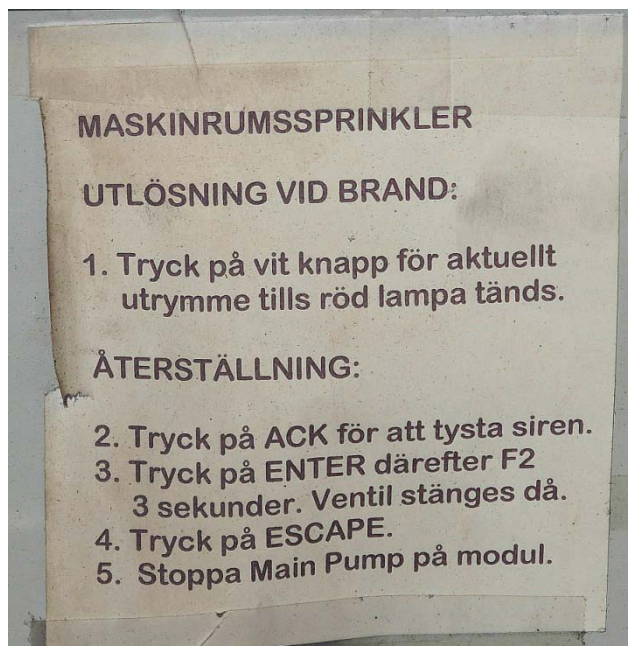 MASKINRUMSSPRINKLER
UTLÖSNING VID BRAND:
1. Tryck på vit knapp för aktuellt
utrymme tills röd lampa tänds.
ÅTERSTÄLLNING:
2. Tryck på ACK för att tysta siren.
3. Tryck på ENTER därefter F2
3 sekunder. Ventil stänges då.
4. Tryck på ESCAPE.
5. Stoppa Main Pump på modul.